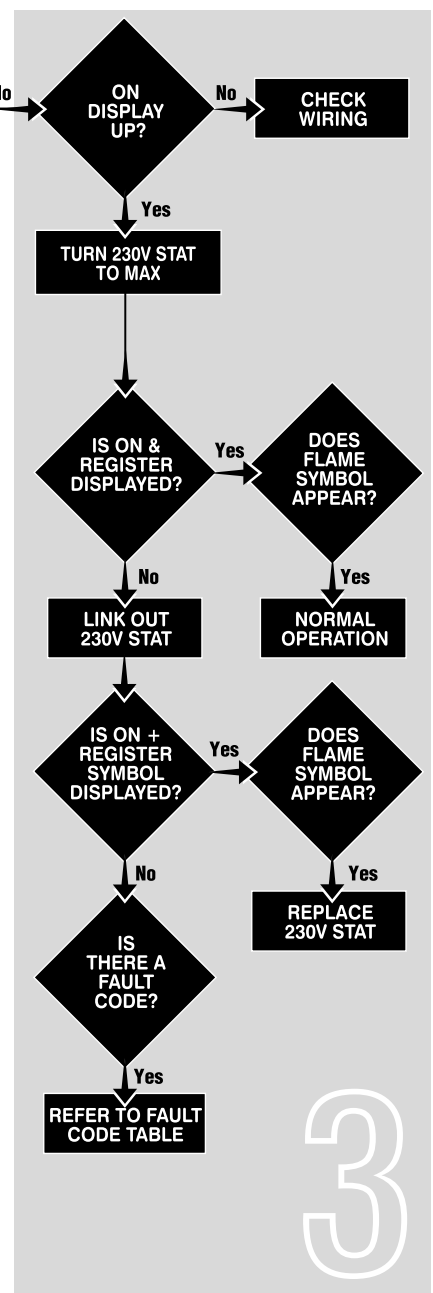 No
ON
DISPLAY
UP?
No
CHECK
WIRING
Yes
TURN 230V STAT
TO MAX
IS ON &
REGISTER
DISPLAYED?
Yes
DOES
FLAME
SYMBOL
APPEAR?
No
Yes
LINK OUT
230V STAT
NORMAL
OPERATION
IS ON +
REGISTER
SYMBOL
DISPLAYED?
Yes
DOES
FLAME
SYMBOL
APPEAR?
No
Yes
REPLACE
230V STAT
IS
THERE A
FAULT
CODE?
Yes
REFER TO FAULT
CODE TABLE
3